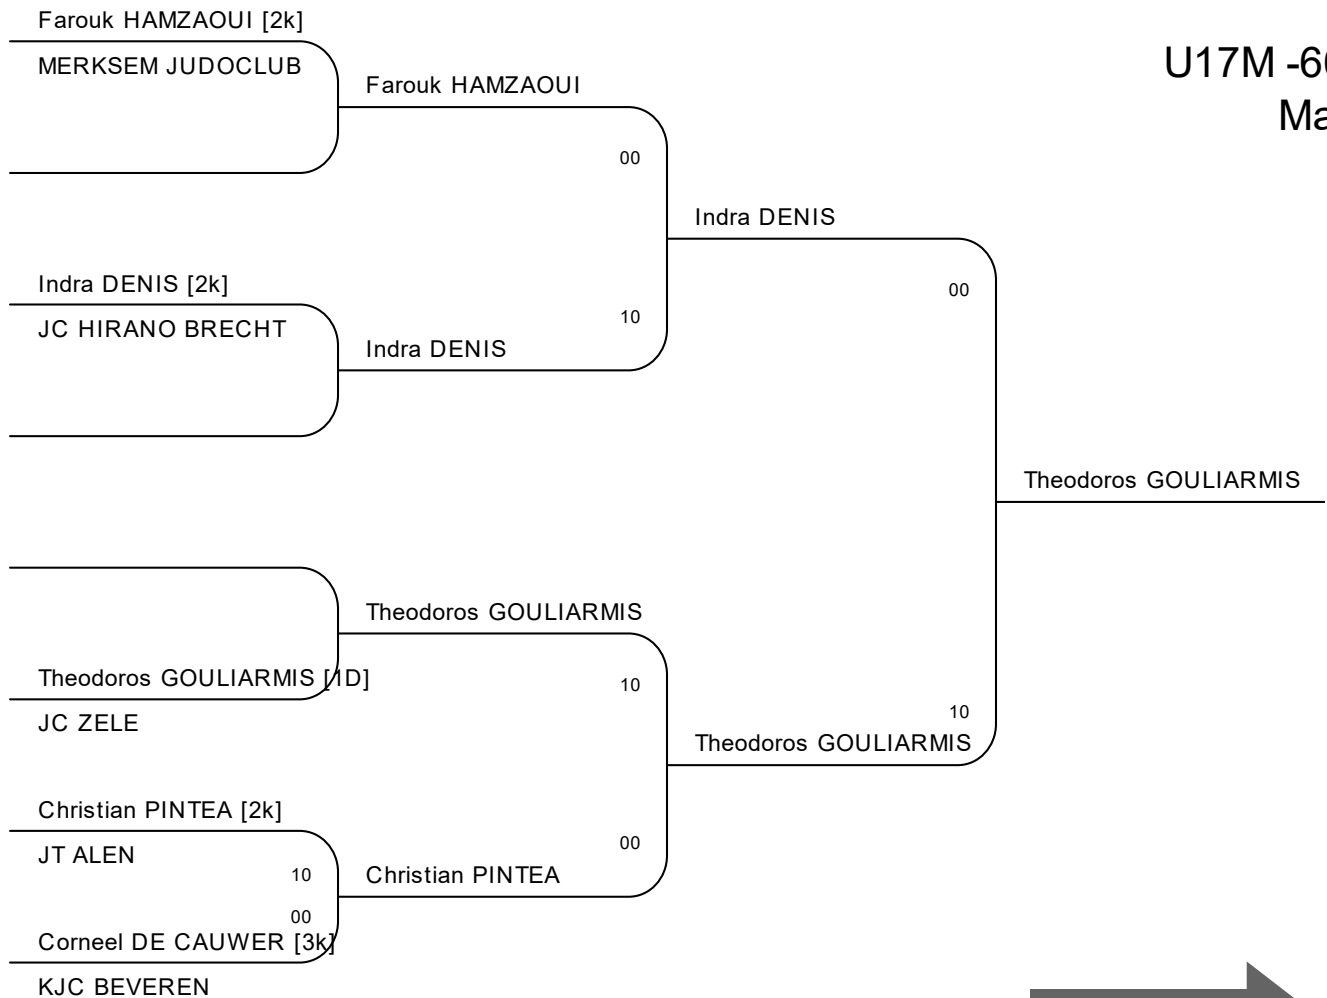 Farouk HAMZAOUI [2k]
MERKSEM JUDOCLUB
Farouk HAMZAOUI
00
Indra DENIS
00
Indra DENIS [2k]
JC HIRANO BRECHT
10
Indra DENIS
Theodoros GOULIARMIS
Theodoros GOULIARMIS
Theodoros GOULIARMIS [1D]
JC ZELE
10
10
Theodoros GOULIARMIS
Christian PINTEA [2k]
JT ALEN
10
00
Christian PINTEA
00
Corneel DE CAUWER [3k]
KJC BEVEREN
U17M